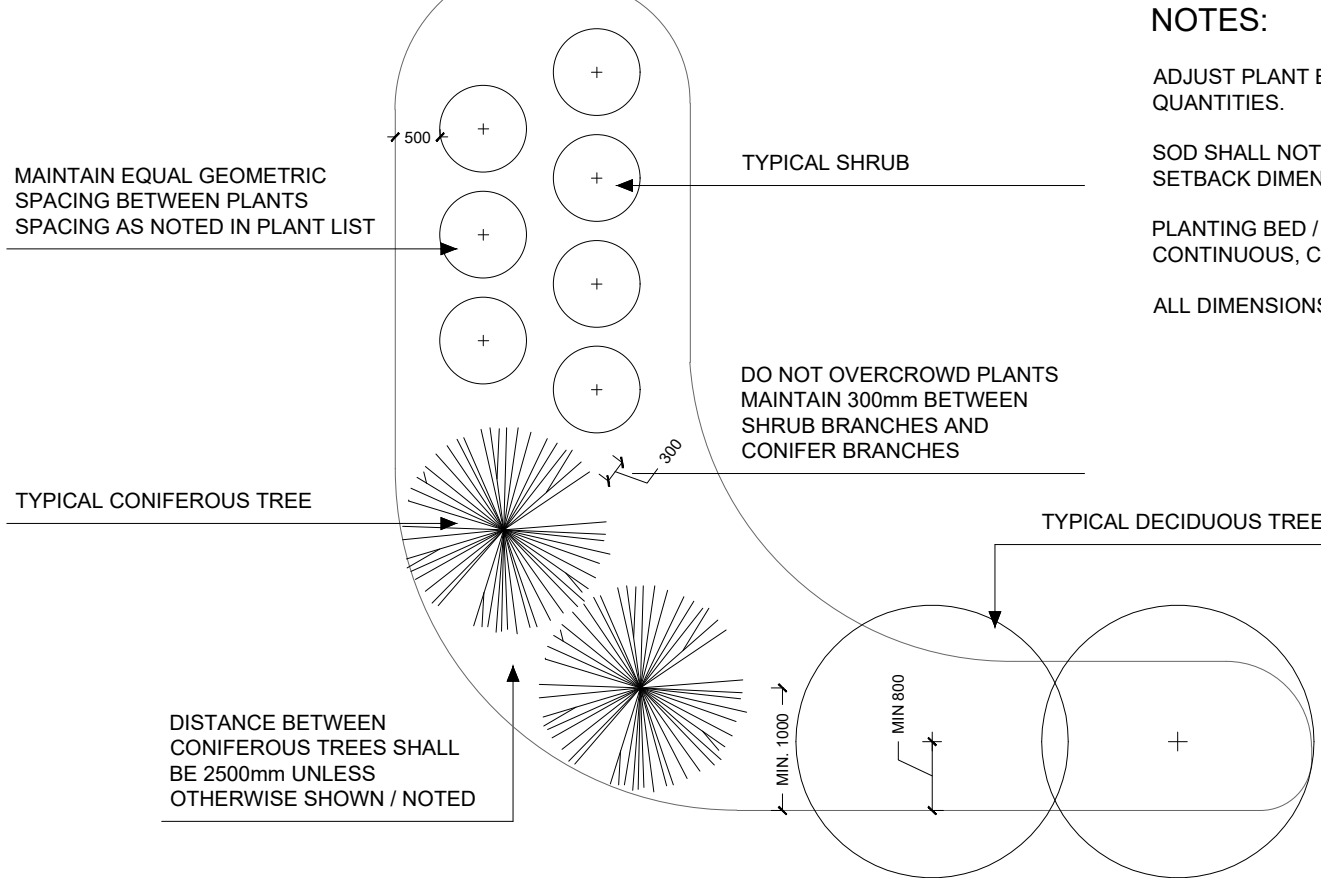 NOTES:
ADJUST PLANT
QUANTITIES.
SOD SHALL NOT
SETBACK
PLANTING BED /
CONTINUOUS,
ALL
500
MAINTAIN EQUAL GEOMETRIC
SPACING BETWEEN PLANTS
SPACING AS NOTED IN PLANT LIST
TYPICAL SHRUB
DO NOT OVERCROWD PLANTS
MAINTAIN 300mm BETWEEN
SHRUB BRANCHES AND
CONIFER BRANCHES
300
TYPICAL CONIFEROUS TREE
TYPICAL DECIDUOUS TREE
DISTANCE BETWEEN
CONIFEROUS TREES SHALL
BE 2500mm UNLESS
OTHERWISE SHOWN / NOTED
MIN. 1000
MIN 800